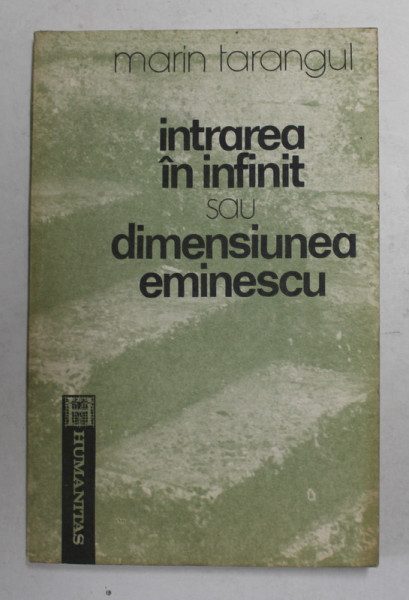 marin tarangul
intrarea
în infinit
sau
dimensiunea
eminescu
HUMANITAS